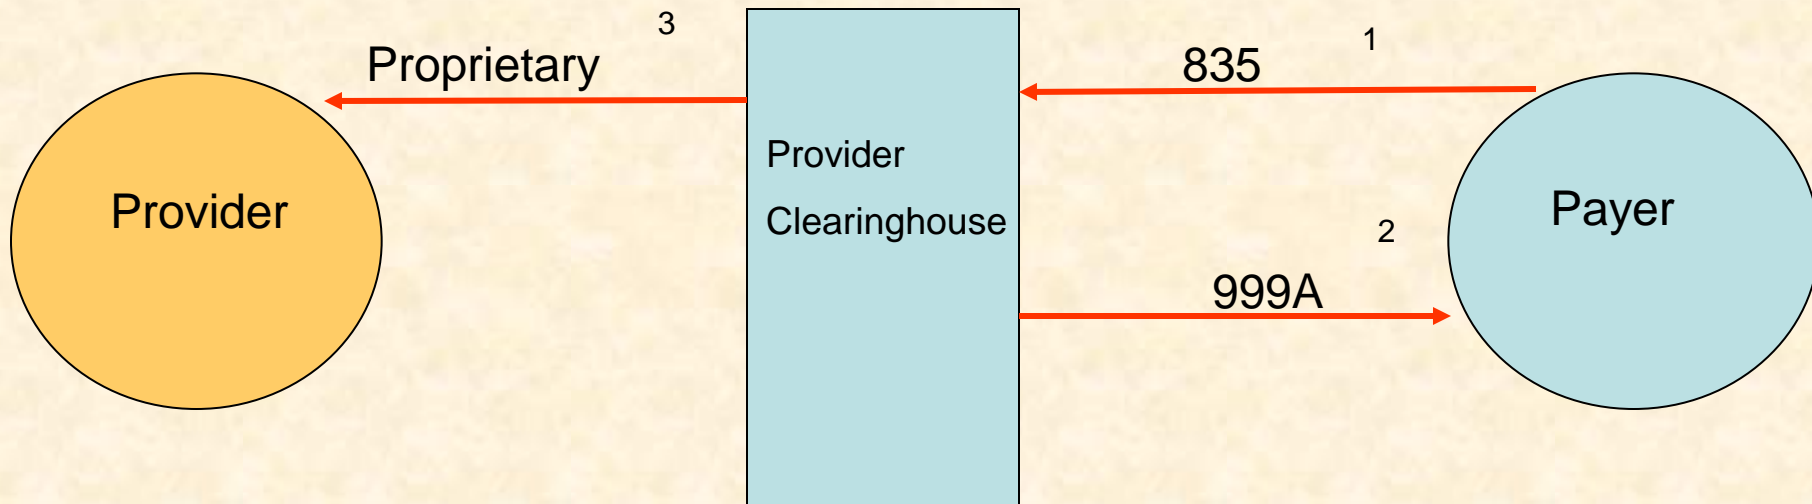 3
Proprietary
1
835
Provider
Clearinghouse
Provider
Payer
2
999A